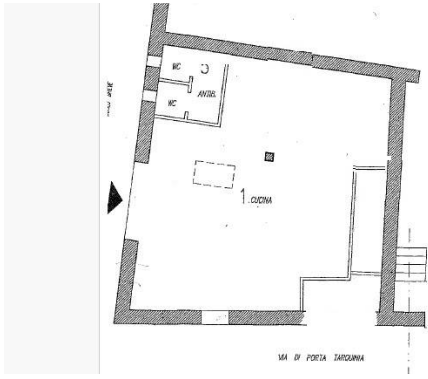 WC
ANTIB.
WC
1 CUCINA
VIA DI PORTA TARQUINIA